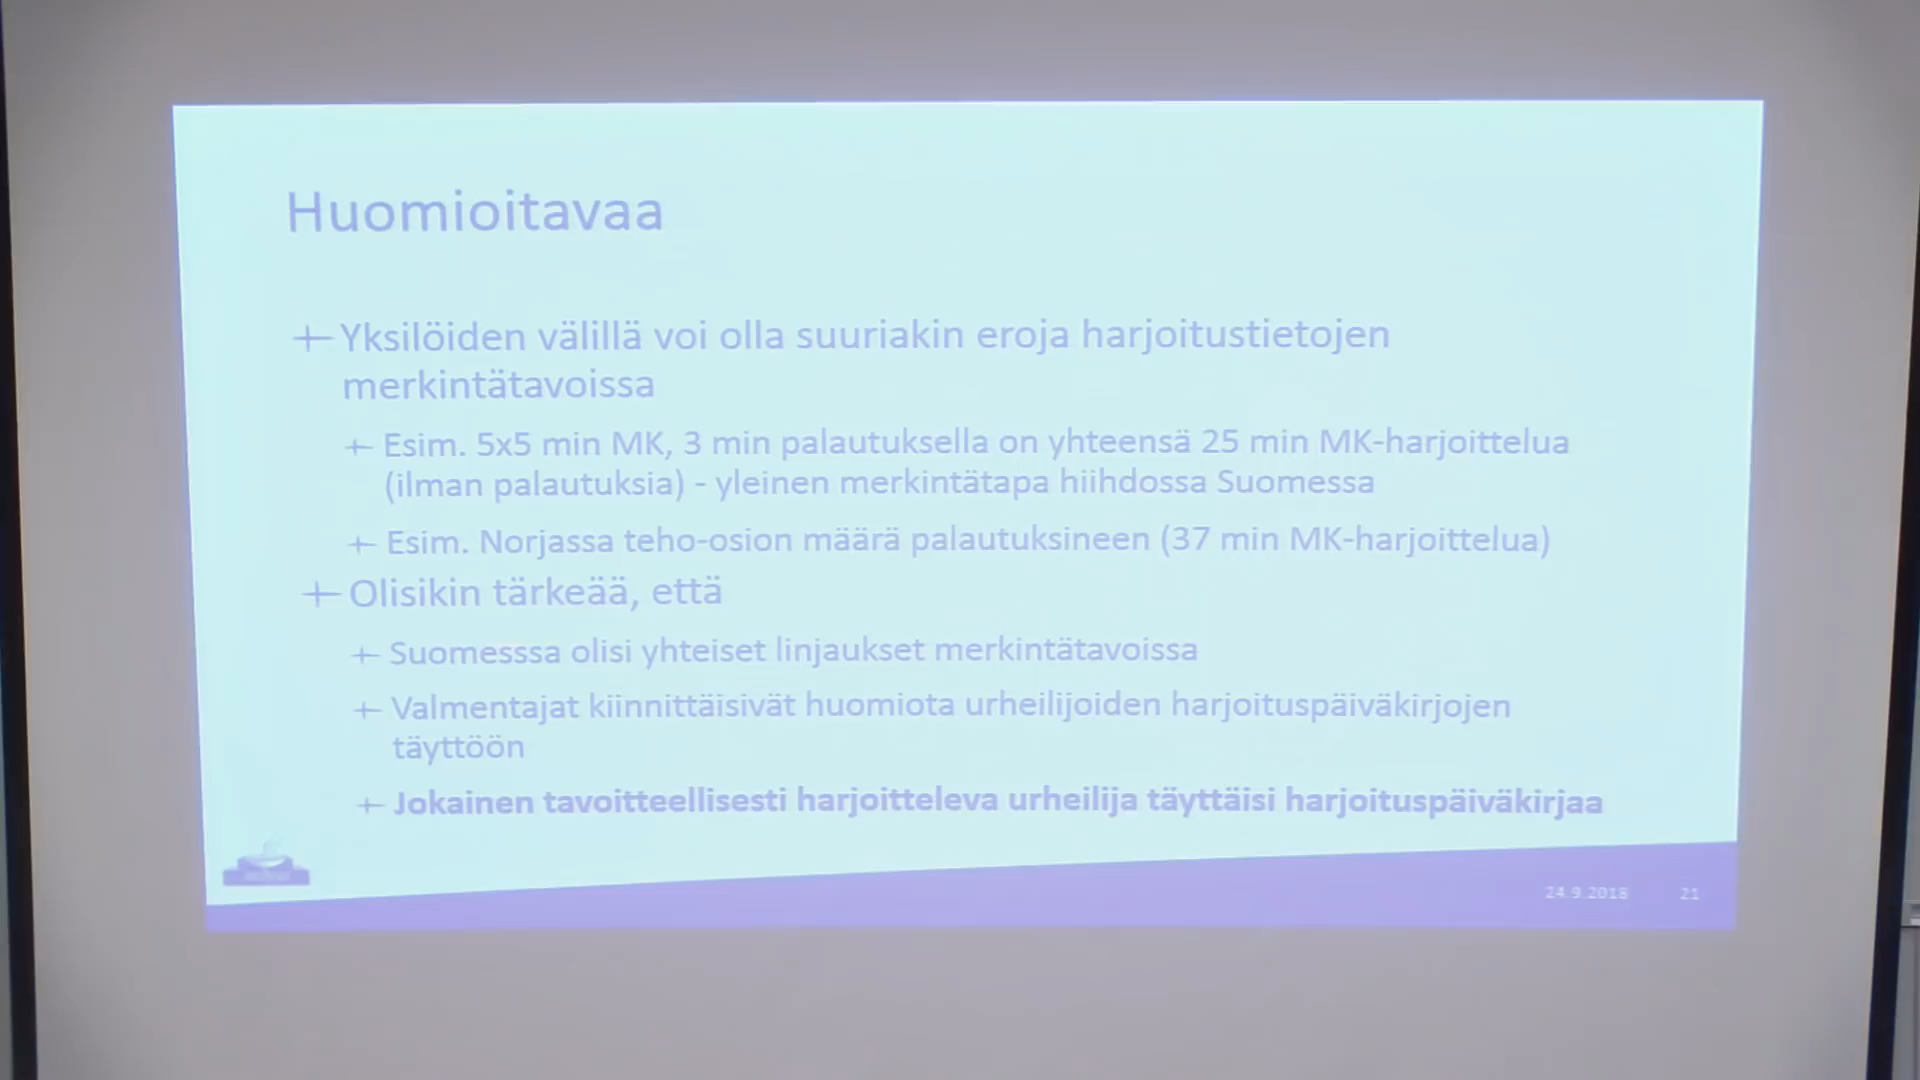 Huomioitavaa
Yksilöiden välillä voi olla suuriakin eroja harjoitustietojen
merkintätavoissa
Esim. 5x5 min MK, 3 min palautuksella on yhteensä 25 min MK-harjoittelua
(ilman palautuksia) - yleinen merkintätapa hiihdossa Suomessa
Esim. Norjassa teho-osion määrä palautuksineen (37 min MK-harjoittelua)
Olisikin tärkeää, että
Suomesssa olisi yhteiset linjaukset merkintätavoissa
Valmentajat kiinnittäisivät huomiota urheilijoiden harjoituspäiväkirjojen
täyttöön
Jokainen tavoitteellisesti harjoitteleva urheilija täyttäisi harjoituspäiväkirjaa
24.9.2018 21